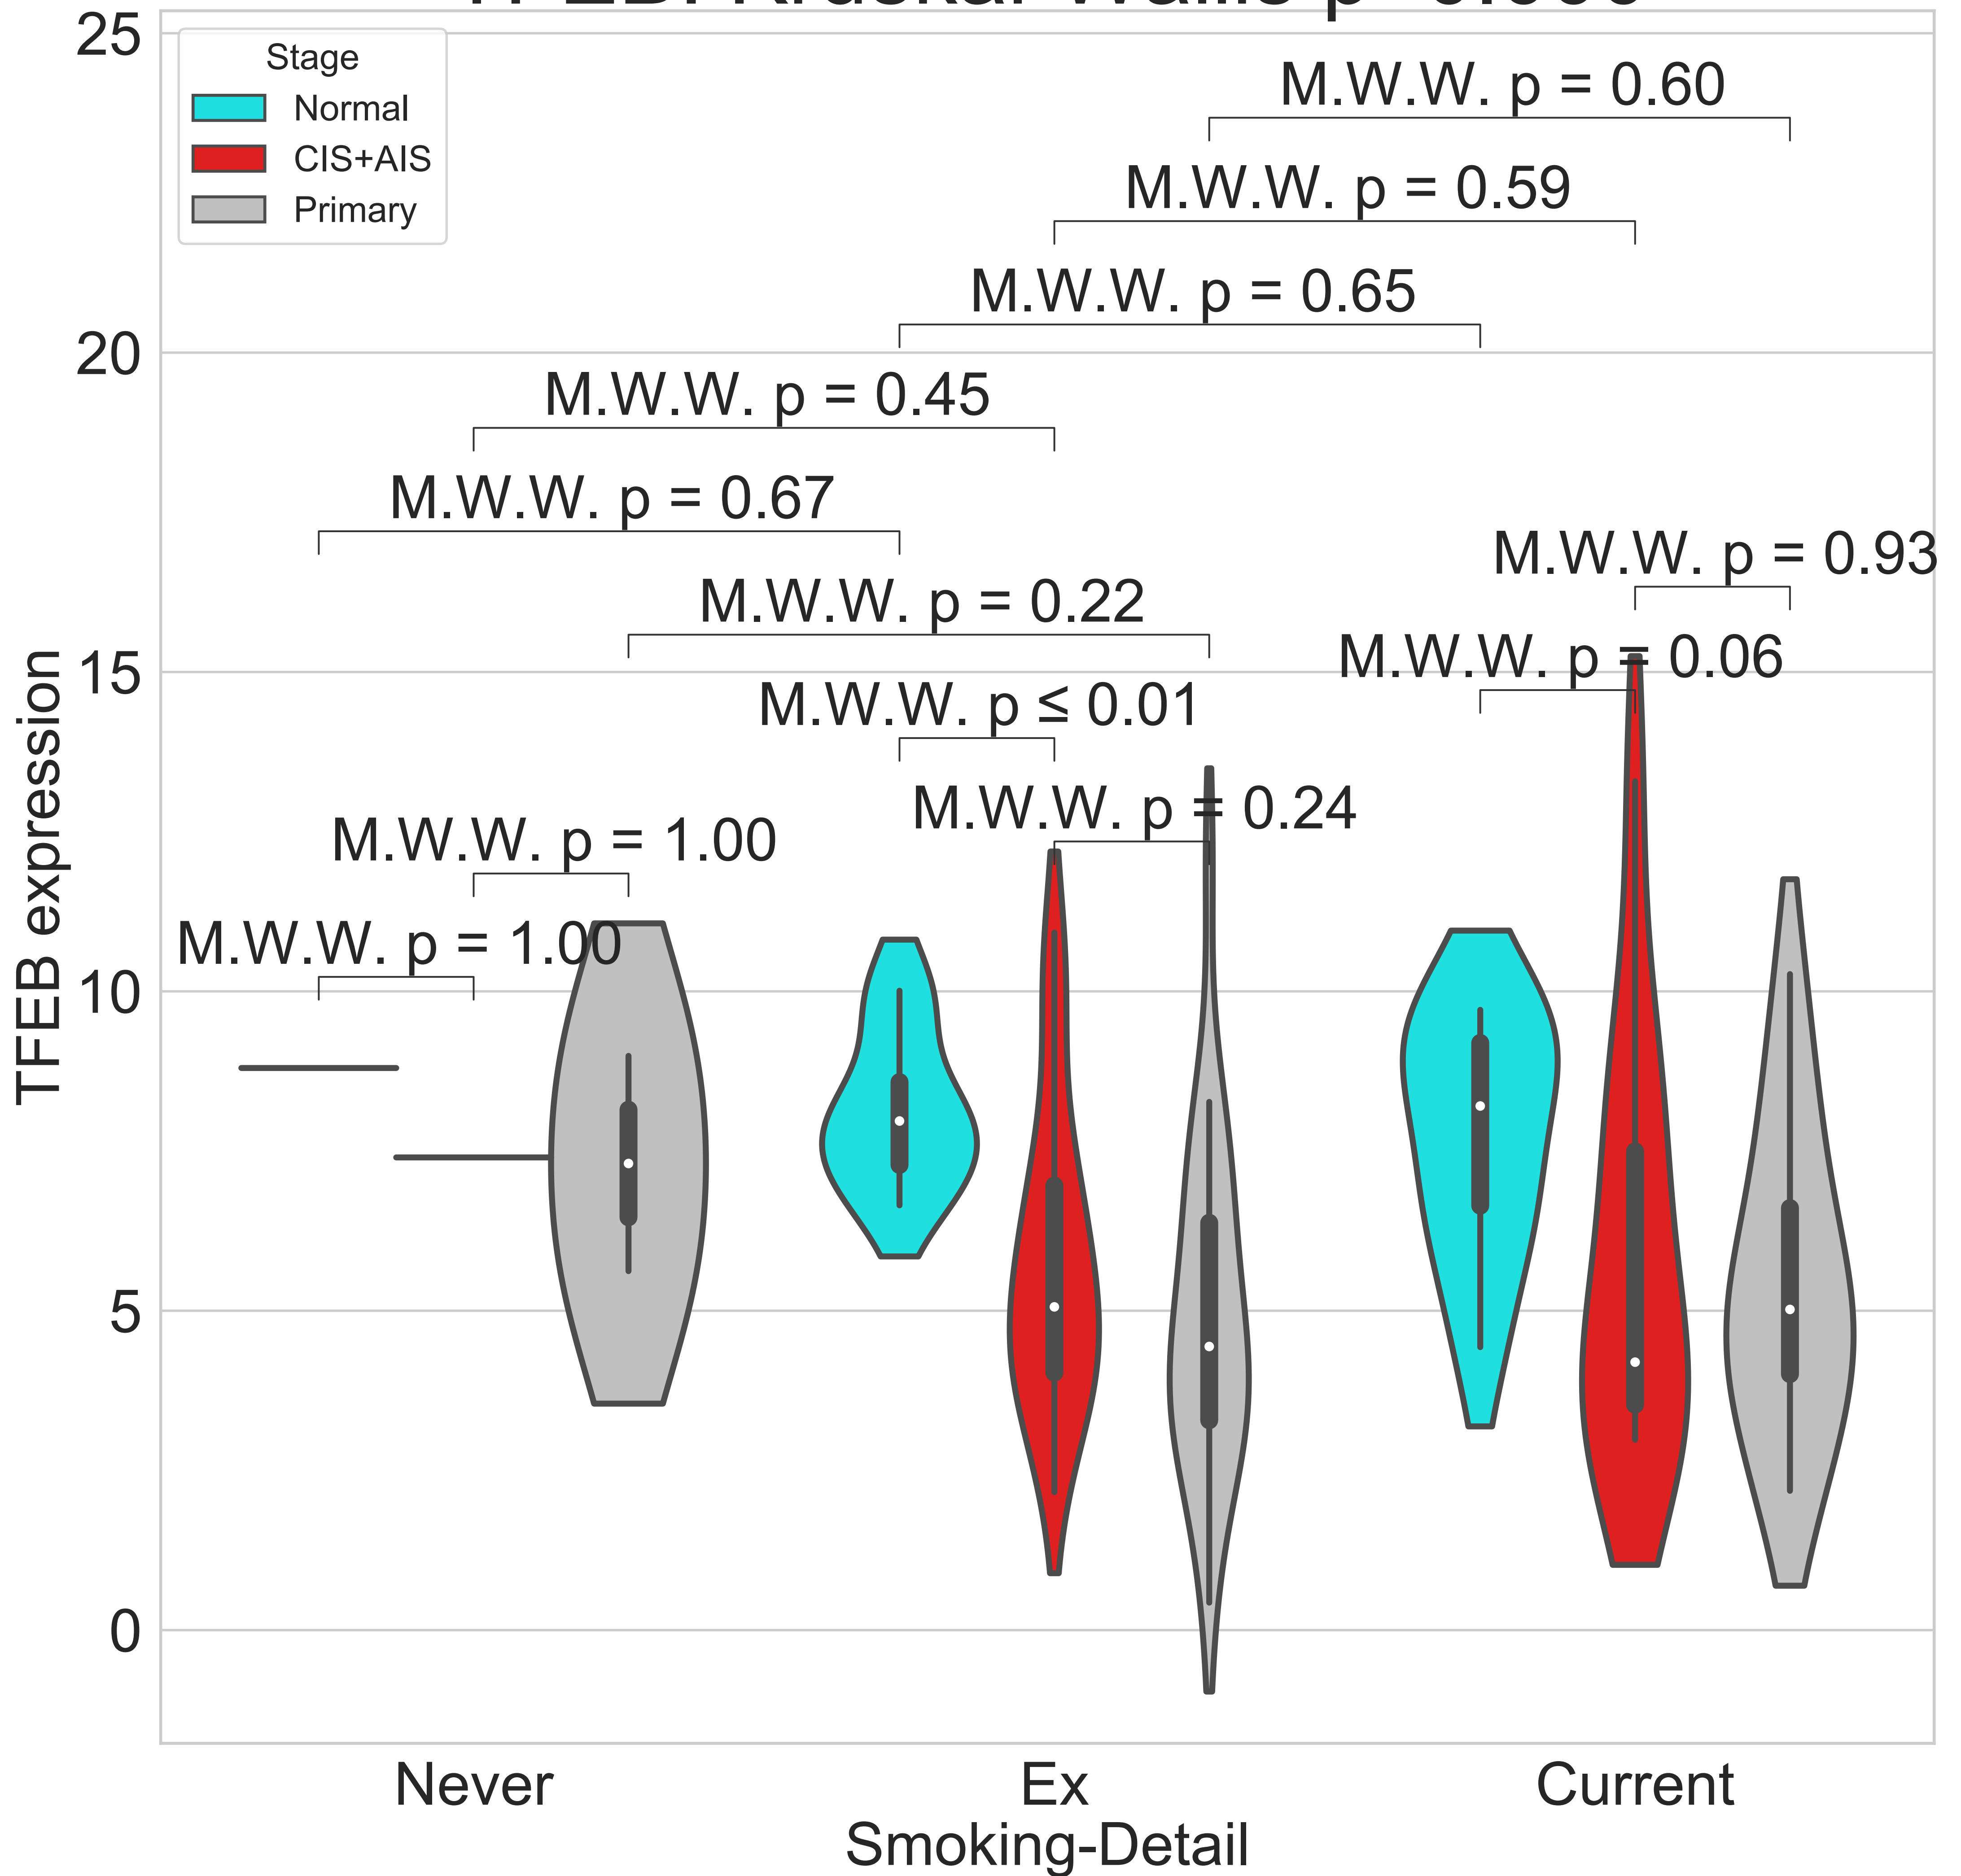 25
Stage
Normal
CIS+AIS
Primary
M.W.W. p = 0.60
M.W.W. p = 0.59
M.W.W. p = 0.65
20
M.W.W. p = 0.45
M.W.W. p = 0.67
M.W.W. p = 0.93
M.W.W. p = 0.22
M.W.W. p = 0.06
15
M.W.W. p ≤ 0.01
M.W.W. p = 0.24
M.W.W. p = 1.00
M.W.W. p = 1.00
10
TFEB expression
5
0
Never
Ex
Current
Smoking-Detail